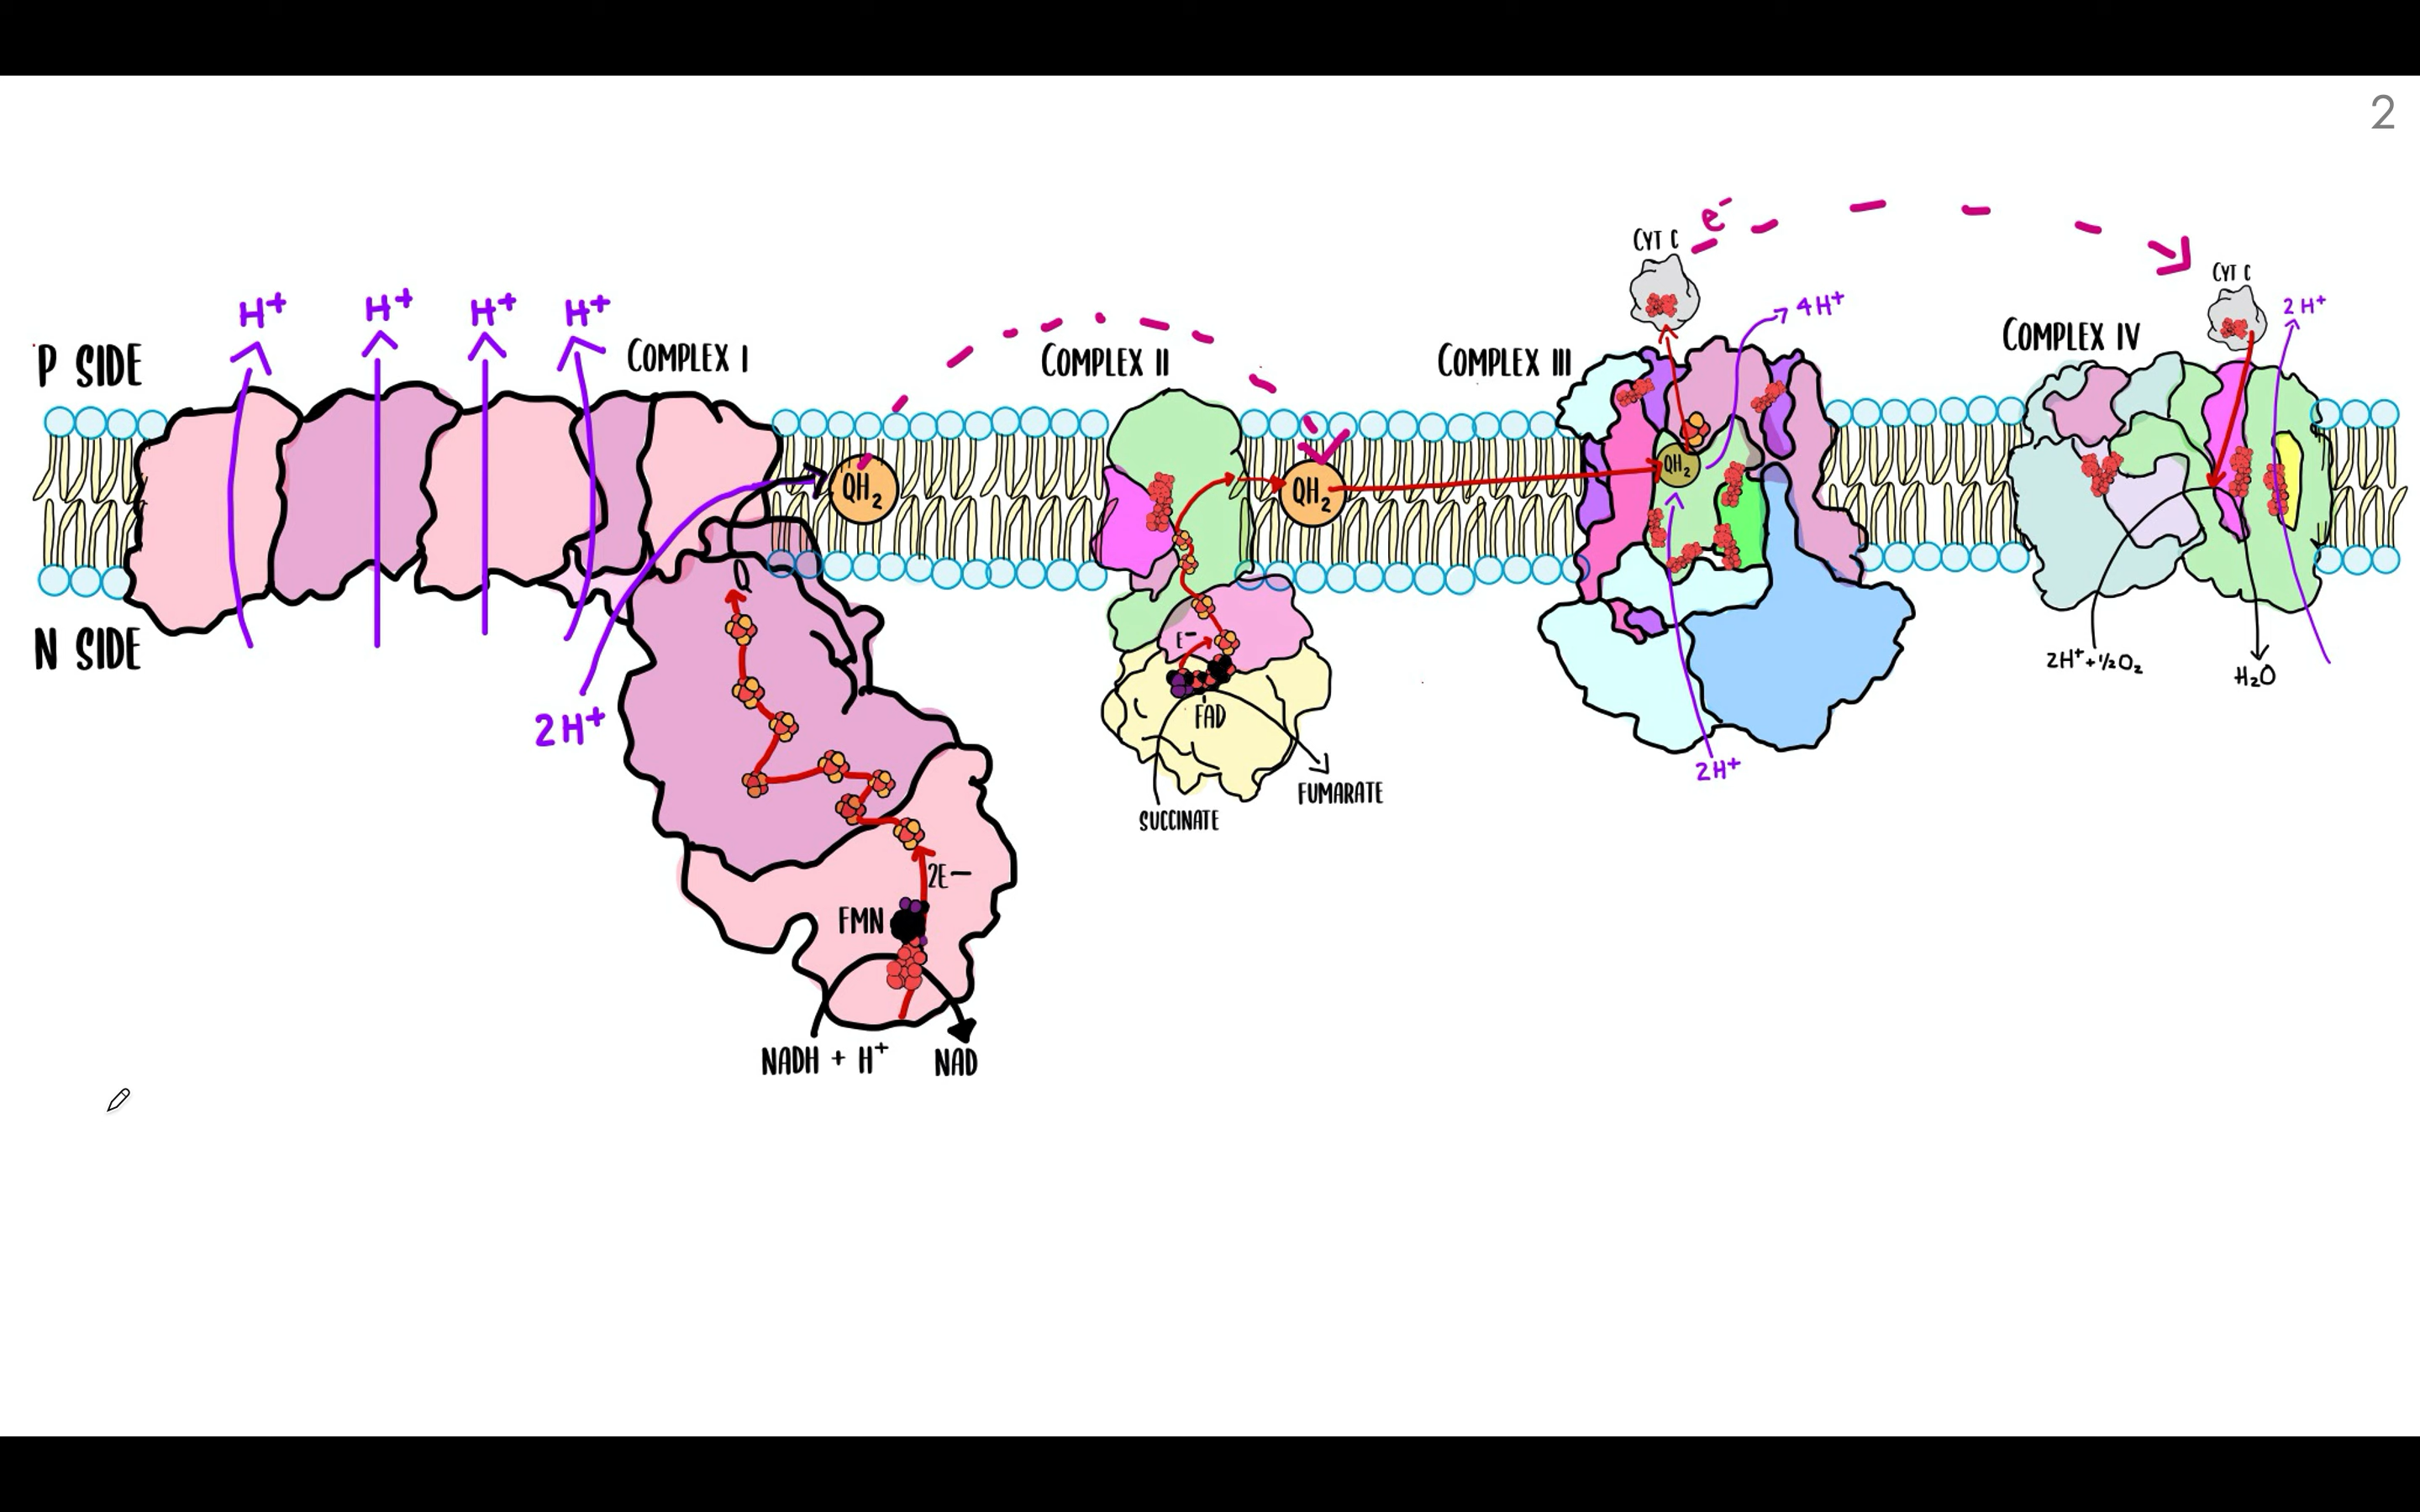 2
e⁻
CYT C
CYT C
H⁺ H⁺ H⁺ H⁺
4H⁺
2H⁺
P SIDE
COMPLEX I
COMPLEX II
COMPLEX III
COMPLEX IV
QH₂
QH₂
QH₂
Q
N SIDE
E⁻
2H⁺ + ½O₂
H₂O
2H⁺
FAD
2H⁺
FUMARATE
SUCCINATE
2E—
FMN
NADH + H⁺
NAD